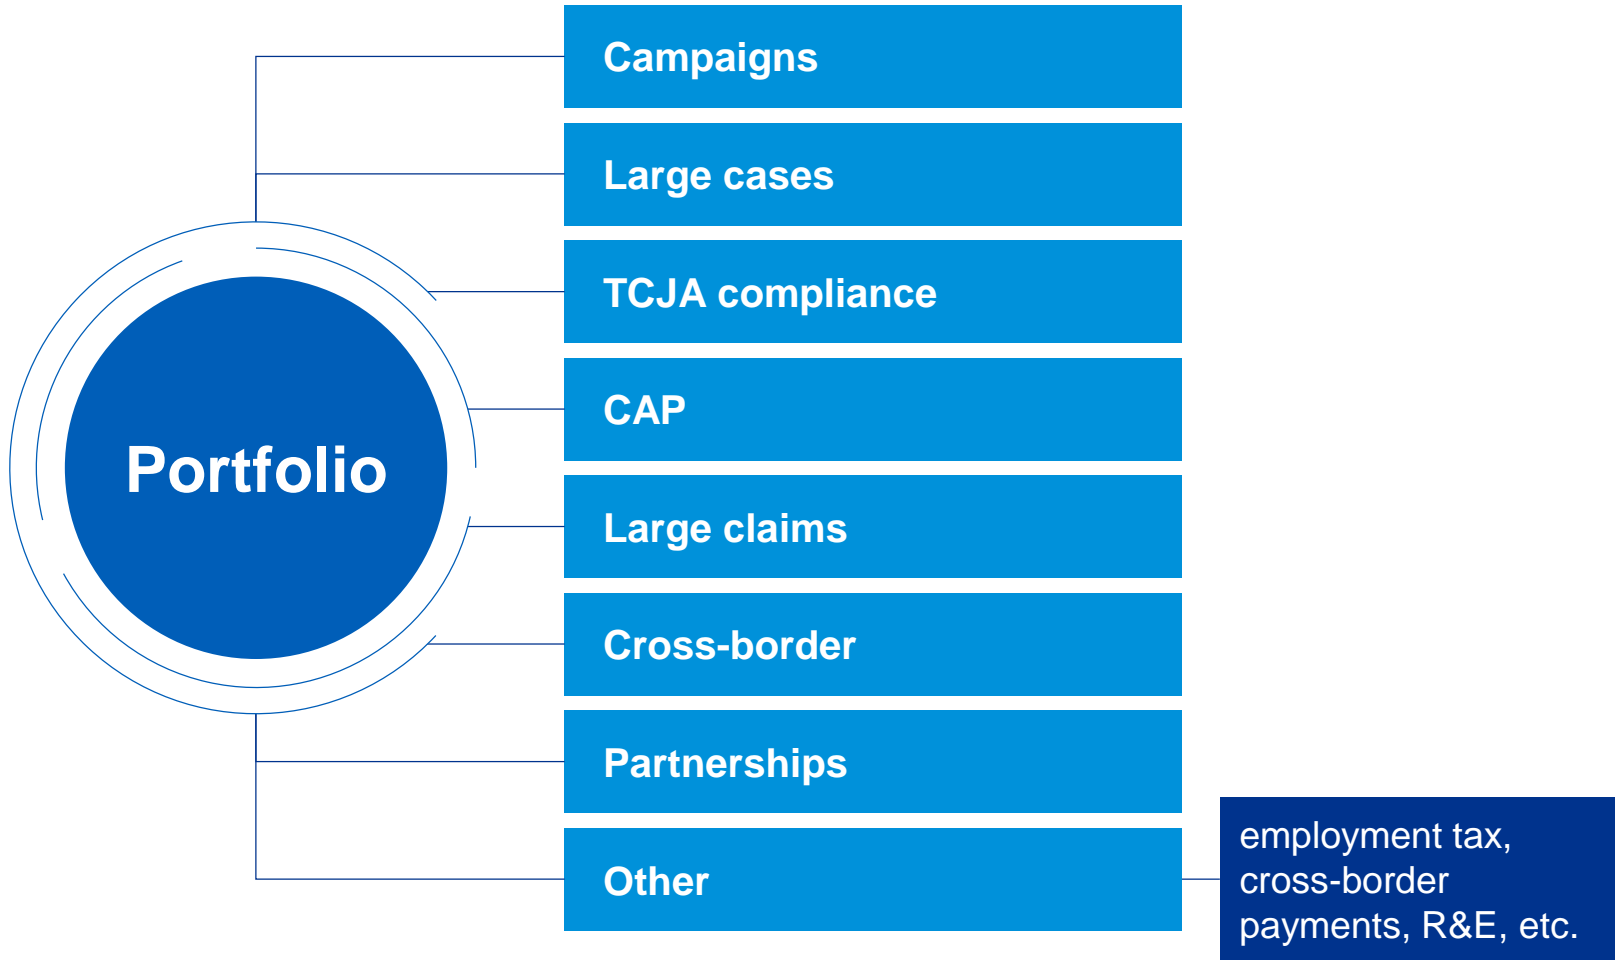 Campaigns
Large cases
TCJA compliance
CAP
Portfolio
Large claims
Cross-border
Partnerships
Other
employment tax,
cross-border
payments, R&E, etc.